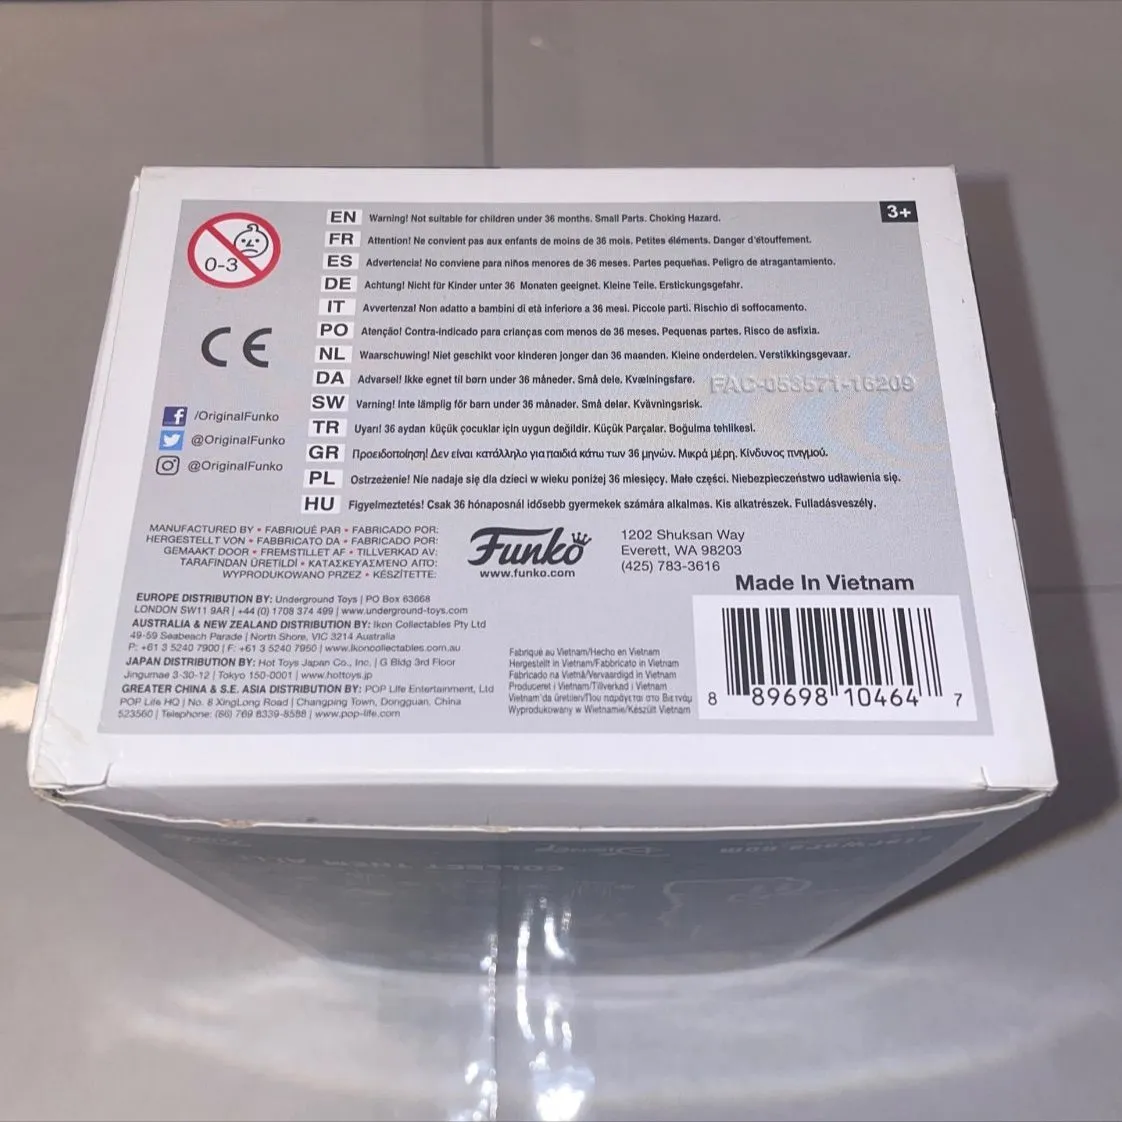 3+
0-3
CE
EN Warning! Not suitable for children under 36 months. Small Parts. Choking Hazard.
FR Attention! Ne convient pas aux enfants de moins de 36 mois. Petites éléments. Danger d'étouffement.
ES Advertencia! No conviene para niños menores de 36 meses. Partes pequeñas. Peligro de atragantamiento.
DE Achtung! Nicht für Kinder unter 36 Monaten geeignet. Kleine Teile. Erstickungsgefahr.
IT Avvertenza! Non adatto a bambini di età inferiore a 36 mesi. Piccole parti. Rischio di soffocamento.
PO Atenção! Contra-indicado para crianças com menos de 36 meses. Pequenas partes. Risco de asfixia.
NL Waarschuwing! Niet geschikt voor kinderen jonger dan 36 maanden. Kleine onderdelen. Verstikkingsgevaar.
DA Advarsel! Ikke egnet til børn under 36 måneder. Små dele. Kvælningsfare.
SW Varning! Inte lämplig för barn under 36 månader. Små delar. Kvävningsrisk.
TR Uyarı! 36 aydan küçük çocuklar için uygun değildir. Küçük Parçalar. Boğulma tehlikesi.
GR Προειδοποίηση! Δεν είναι κατάλληλο για παιδιά κάτω των 36 μηνών. Μικρά μέρη. Κίνδυνος πνιγμού.
PL Ostrzeżenie! Nie nadaje się dla dzieci w wieku poniżej 36 miesięcy. Małe części. Niebezpieczeństwo udławienia się.
HU Figyelmeztetés! Csak 36 hónaposnál idősebb gyermekek számára alkalmas. Kis alkatrészek. Fulladásveszély.
FAC-053571-16209
/OriginalFunko
@OriginalFunko
@OriginalFunko
MANUFACTURED BY • FABRIQUÉ PAR • FABRICADO POR:
HERGESTELLT VON • FABBRICATO DA • FABRICADO POR:
GEMAAKT DOOR • FREMSTILLET AF • TILLVERKAD AV:
TARAFINDAN ÜRETILDI • ΚΑΤΑΣΚΕΥΑΣΜΕΝΟ ΑΠΟ:
WYPRODUKOWANO PRZEZ • KÉSZÍTETTE:
Funko
www.funko.com
1202 Shuksan Way
Everett, WA 98203
(425) 783-3616
Made In Vietnam
EUROPE DISTRIBUTION BY: Underground Toys | PO Box 63668
LONDON SW11 9AR | +44 (0) 1708 374 499 | www.underground-toys.com
AUSTRALIA & NEW ZEALAND DISTRIBUTION BY: Ikon Collectables Pty Ltd
49-59 Seabeach Parade | North Shore, VIC 3214 Australia
P: +61 3 5240 7900 | F: +61 3 5240 7950 | www.ikoncollectables.com.au
JAPAN DISTRIBUTION BY: Hot Toys Japan Co., Inc. | G Bldg 3rd Floor
Jingumae 3-30-12 | Tokyo 150-0001 | www.hottoys.jp
GREATER CHINA & S.E. ASIA DISTRIBUTION BY: POP Life Entertainment, Ltd
POP Life HQ | No. 8 XingLong Road | Changping Town, Dongguan, China
523560 | Telephone: (86) 769 8339-8588 | www.pop-life.com
Fabriqué au Vietnam/Hecho en Vietnam
Hergestellt in Vietnam/Fabbricato in Vietnam
Fabricado na Vietnã/Vervaardigd in Vietnam
Produceret i Vietnam/Tillverkad i Vietnam
Vietnam'da üretilen/Που παράγεται στο Βιετνάμ
Wyprodukowany w Wietnamie/Készült Vietnam
8 89698 10464 7
COLLECT THEM ALL!
Disney
starwars.com